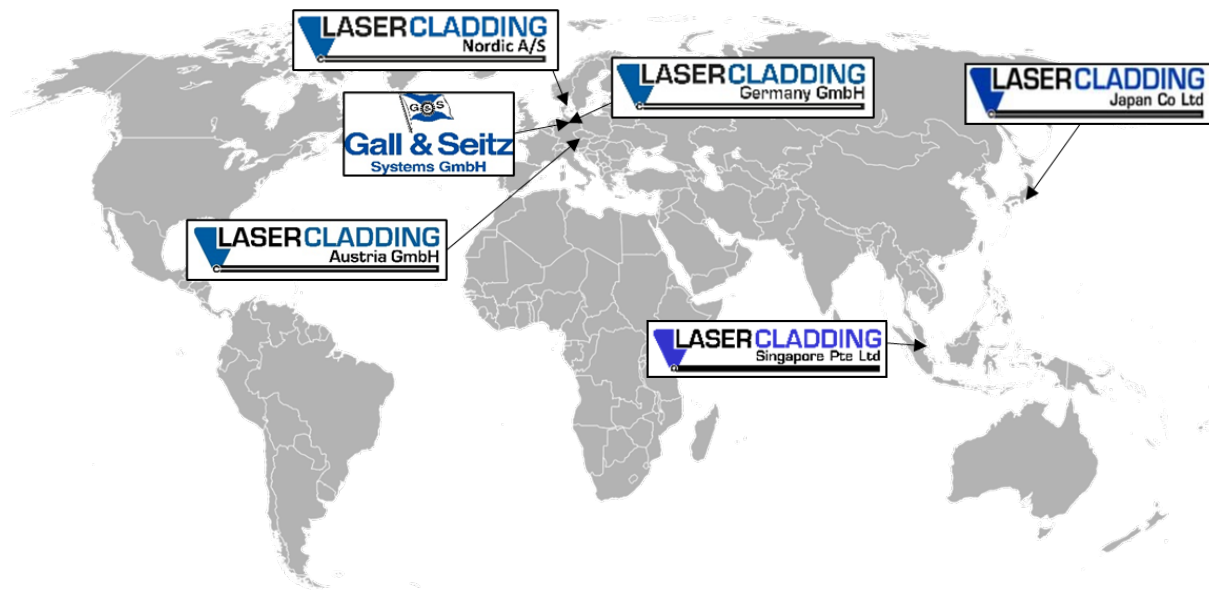 LASERCLADDING
Nordic A/S
LASERCLADDING
Germany GmbH
LASERCLADDING
Japan Co Ltd
G&S
Gall & Seitz
Systems GmbH
LASERCLADDING
Austria GmbH
LASERCLADDING
Singapore Pte Ltd